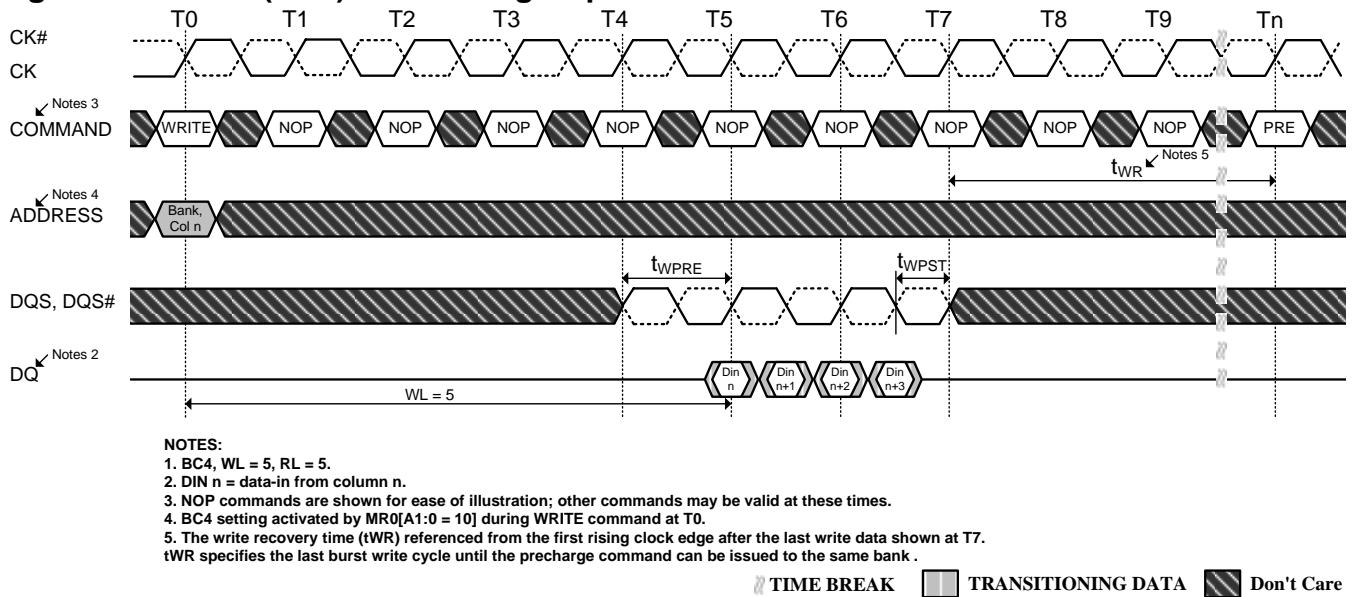 T0 T1 T2 T3 T4 T5 T6 T7 T8 T9 Tn
CK#
CK
Notes 3
COMMAND
WRITE NOP NOP NOP NOP NOP NOP NOP NOP NOP PRE
tWR Notes 5
Notes 4
ADDRESS
Bank,
Col n
tWPRE tWPST
DQS, DQS#
Notes 2
DQ
Din Din Din Din
n n+1 n+2 n+3
WL = 5
NOTES:
1. BC4, WL = 5, RL = 5.
2. DIN n = data-in from column n.
3. NOP commands are shown for ease of illustration; other commands may be valid at these times.
4. BC4 setting activated by MR0[A1:0 = 10] during WRITE command at T0.
5. The write recovery time (tWR) referenced from the first rising clock edge after the last write data shown at T7.
tWR specifies the last burst write cycle until the precharge command can be issued to the same bank .
TIME BREAK TRANSITIONING DATA Don't Care